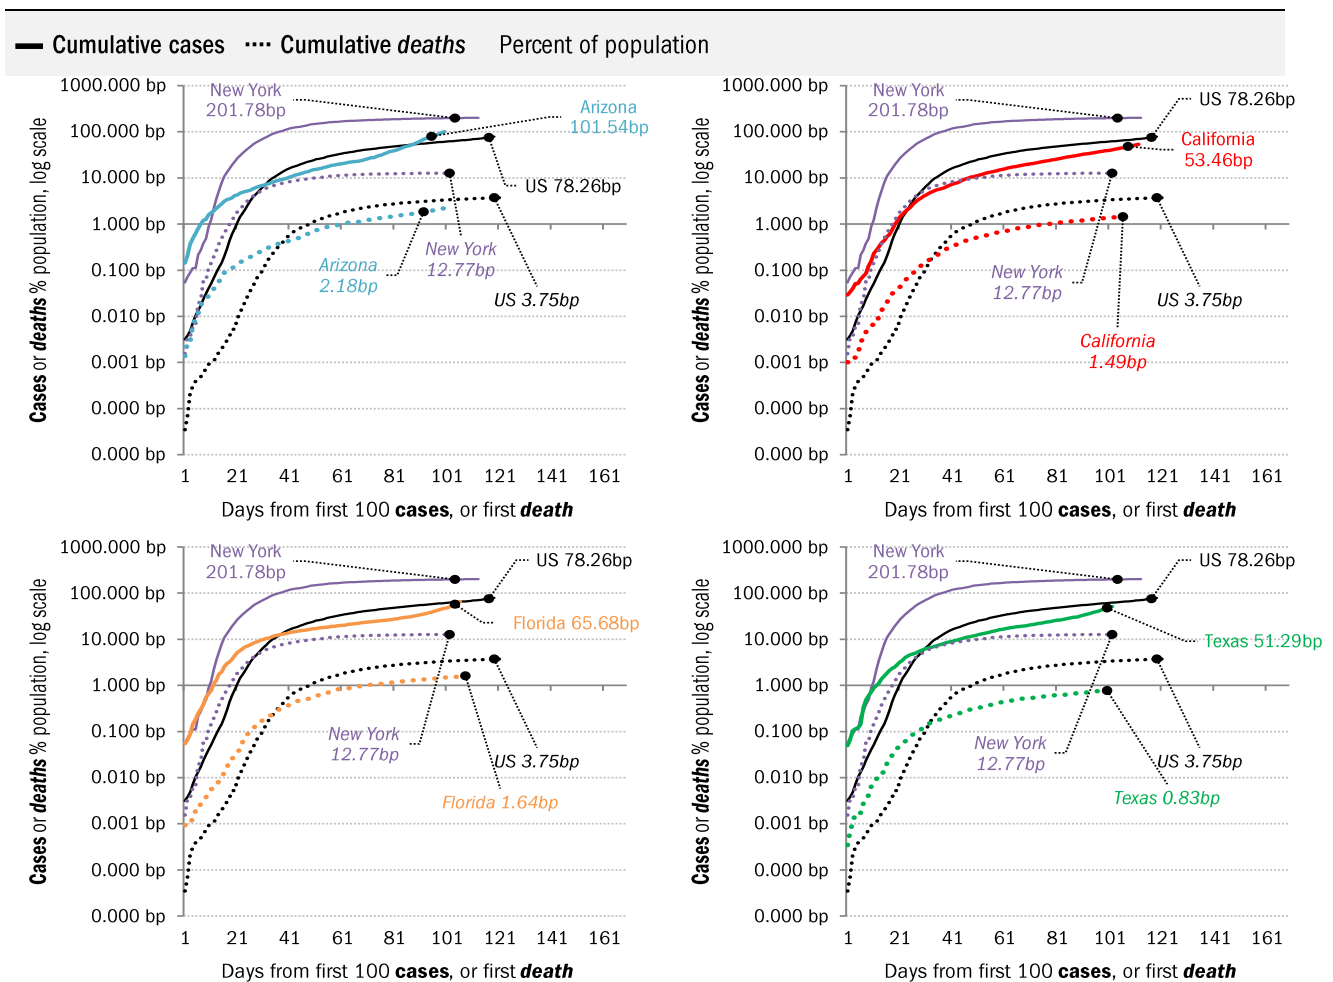 Cumulative cases Cumulative deaths Percent of population
1000.000 bp
100.000 bp
10.000 bp
1.000 bp
0.100 bp
0.010 bp
0.001 bp
0.000 bp
0.000 bp
Cases or deaths % population, log scale
New York
201.78bp
Arizona
101.54bp
US 78.26bp
New York
12.77bp
Arizona
2.18bp
US 3.75bp
1 21 41 61 81 101 121 141 161
Days from first 100 cases, or first death
1000.000 bp
100.000 bp
10.000 bp
1.000 bp
0.100 bp
0.010 bp
0.001 bp
0.000 bp
0.000 bp
Cases or deaths % population, log scale
New York
201.78bp
US 78.26bp
California
53.46bp
New York
12.77bp
US 3.75bp
California
1.49bp
1 21 41 61 81 101 121 141 161
Days from first 100 cases, or first death
1000.000 bp
100.000 bp
10.000 bp
1.000 bp
0.100 bp
0.010 bp
0.001 bp
0.000 bp
0.000 bp
Cases or deaths % population, log scale
New York
201.78bp
US 78.26bp
Florida 65.68bp
New York
12.77bp
US 3.75bp
Florida 1.64bp
1 21 41 61 81 101 121 141 161
Days from first 100 cases, or first death
1000.000 bp
100.000 bp
10.000 bp
1.000 bp
0.100 bp
0.010 bp
0.001 bp
0.000 bp
0.000 bp
Cases or deaths % population, log scale
New York
201.78bp
US 78.26bp
Texas 51.29bp
New York
12.77bp
US 3.75bp
Texas 0.83bp
1 21 41 61 81 101 121 141 161
Days from first 100 cases, or first death